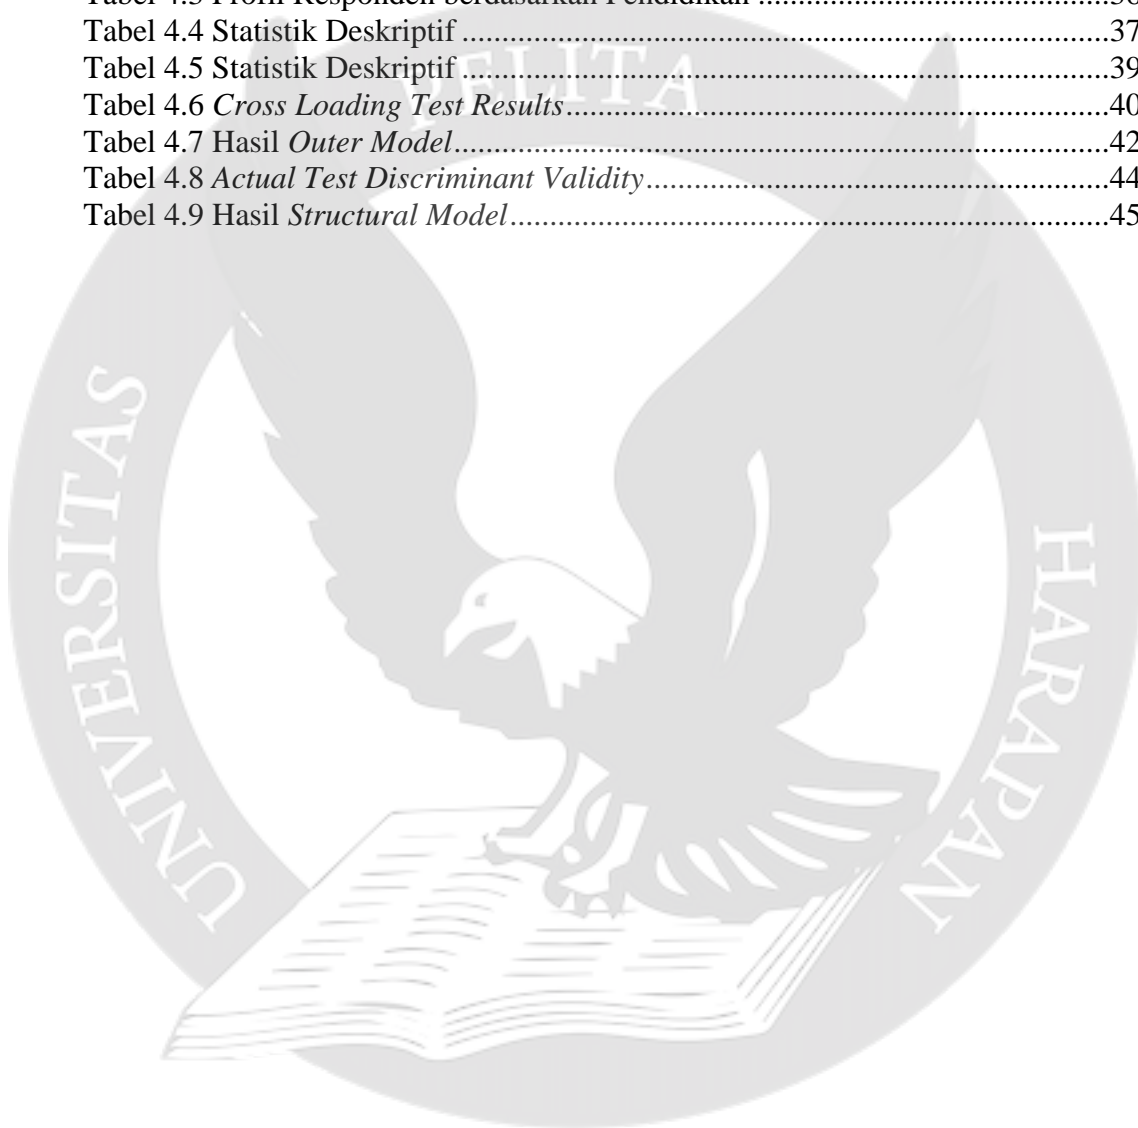 Tabel 4.3 Profil Responden berdasarkan Pendidikan
Tabel 4.4 Statistik Deskriptif ........................................................................................37
Tabel 4.5 Statistik Deskriptif ........................................................................................39
Tabel 4.6 Cross Loading Test Results..........................................................................40
Tabel 4.7 Hasil Outer Model........................................................................................42
Tabel 4.8 Actual Test Discriminant Validity................................................................44
Tabel 4.9 Hasil Structural Model.................................................................................45
UNIVERSITAS
PELITA
HARAPAN